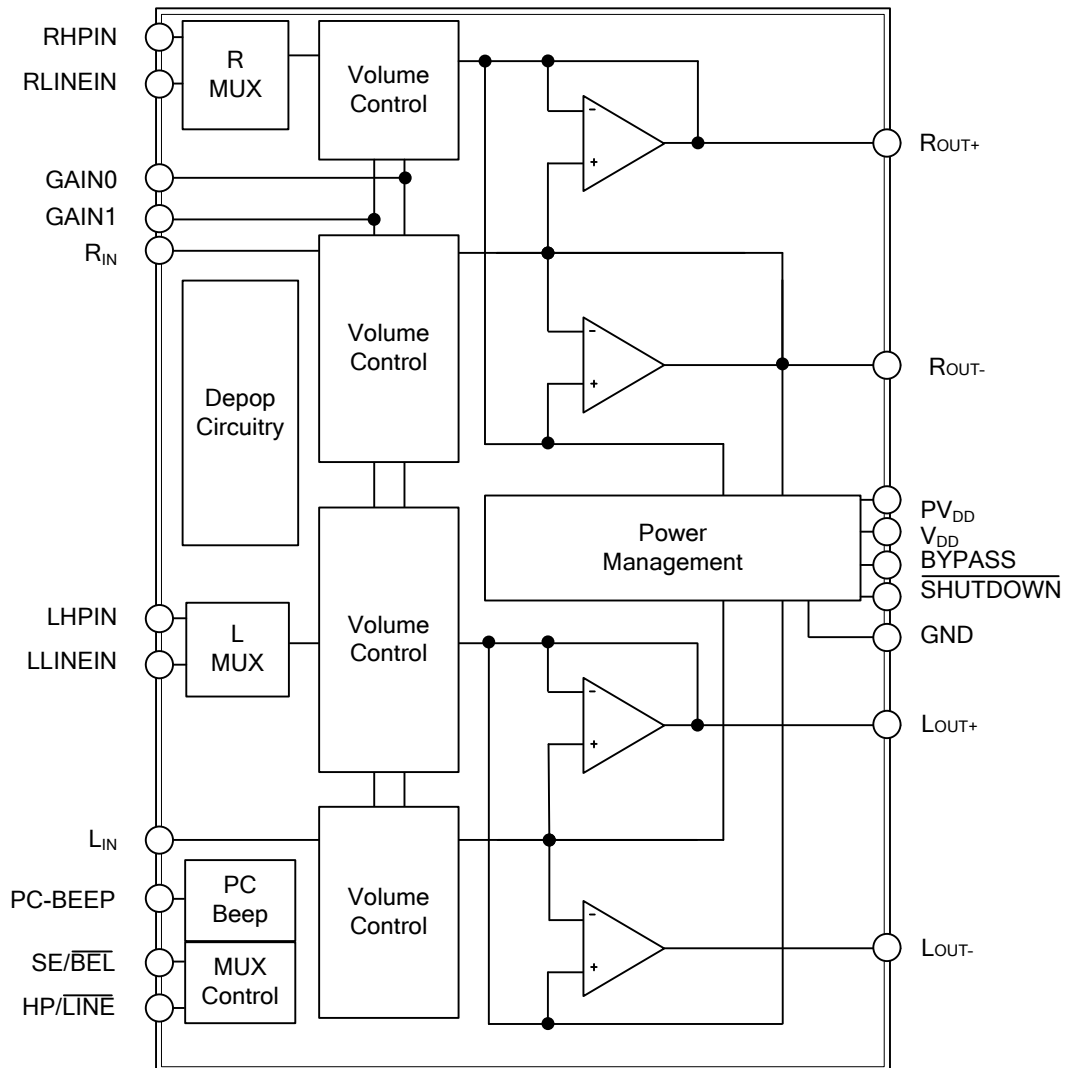 RHPIN
RLINEIN
R
MUX
Volume
Control
-
+
ROUT+
GAIN0
GAIN1
RIN
Volume
Control
Depop
Circuitry
-
+
ROUT-
Power
Management
PVDD
VDD
BYPASS
SHUTDOWN
GND
LHPIN
LLINEIN
L
MUX
Volume
Control
-
+
LOUT+
LIN
PC-BEEP
PC
Beep
Volume
Control
-
+
LOUT-
SE/BEL
HP/LINE
MUX
Control